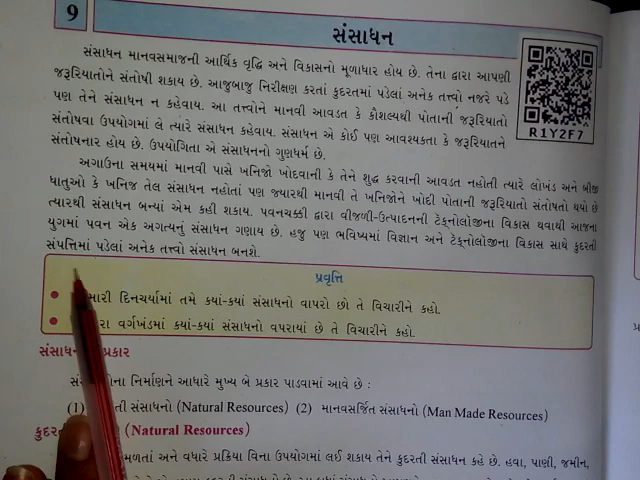 9
સંસાધન
સંસાધન માનવસમાજની આર્થિક વૃદ્ધિ અને વિકાસનો મૂળાધાર હોય છે. તેના દ્વારા આપણી
જરૂરિયાતોને સંતોષી શકાય છે. આજુબાજુ નિરીક્ષણ કરતાં કુદરતમાં પડેલાં અનેક તત્ત્વો નજરે પડે
પણ તેને સંસાધન ન કહેવાય. આ તત્ત્વોને માનવી આવડત કે કૌશલ્યથી પોતાની જરૂરિયાતો
સંતોષવા ઉપયોગમાં લે ત્યારે સંસાધન કહેવાય. સંસાધન એ કોઈ પણ આવશ્યકતા કે જરૂરિયાતને
સંતોષનાર હોય છે. ઉપયોગિતા એ સંસાધનનો ગુણધર્મ છે.
R1Y2F7
અગાઉના સમયમાં માનવી પાસે ખનિજો ખોદવાની કે તેને શુદ્ધ કરવાની આવડત નહોતી ત્યારે લોખંડ અને બીજી
ધાતુઓ કે ખનિજ તેલ સંસાધન નહોતાં પણ જ્યારથી માનવી તે ખનિજોને ખોદી પોતાની જરૂરિયાતો સંતોષતો થયો છે
ત્યારથી સંસાધન બન્યાં એમ કહી શકાય. પવનચક્કી દ્વારા વીજળી-ઉત્પાદનની ટેક્નોલૉજીના વિકાસ થવાથી આજના
યુગમાં પવન એક અગત્યનું સંસાધન ગણાય છે. હજુ પણ ભવિષ્યમાં વિજ્ઞાન અને ટેક્નોલૉજીના વિકાસ સાથે કુદરતી
સંપત્તિમાં પડેલાં અનેક તત્ત્વો સંસાધન બનશે.
પ્રવૃત્તિ
મારી દિનચર્યામાં તમે ક્યાં-ક્યાં સંસાધનો વાપરો છો તે વિચારીને કહો.
રા વર્ગખંડમાં ક્યાં-ક્યાં સંસાધનો વપરાયાં છે તે વિચારીને કહો.
સંસાધ પ્રકાર
સં ના નિર્માણને આધારે મુખ્ય બે પ્રકાર પાડવામાં આવે છે :
(1) તી સંસાધનો (Natural Resources) (2) માનવસર્જિત સંસાધનો (Man Made Resources)
કુદર (Natural Resources)
મળતાં અને વધારે પ્રક્રિયા વિના ઉપયોગમાં લઈ શકાય તેને કુદરતી સંસાધન કહે છે. હવા, પાણી, જમીન,